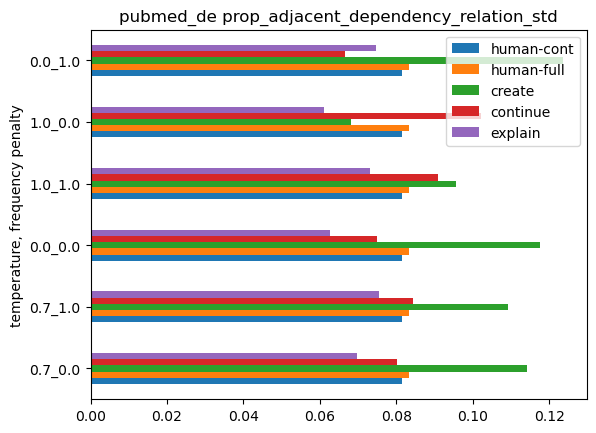 pubmed_de prop_adjacent_dependency_relation_std
temperature, frequency penalty
0.0_1.0
1.0_0.0
1.0_1.0
0.0_0.0
0.7_1.0
0.7_0.0
human-cont
human-full
create
continue
explain
0.00 0.02 0.04 0.06 0.08 0.10 0.12